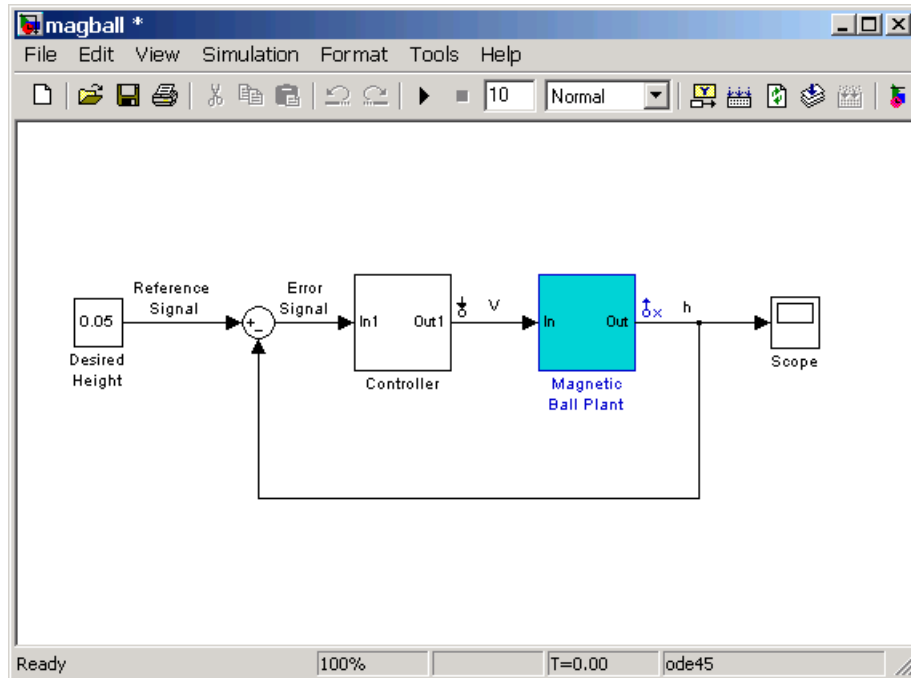 magball *
File Edit View Simulation Format Tools Help
10 Normal
Reference Signal
Error Signal
0.05
+
-
In1 Out1
V
In Out
x
h
Desired Height
Controller
Magnetic Ball Plant
Scope
Ready 100% T=0.00 ode45